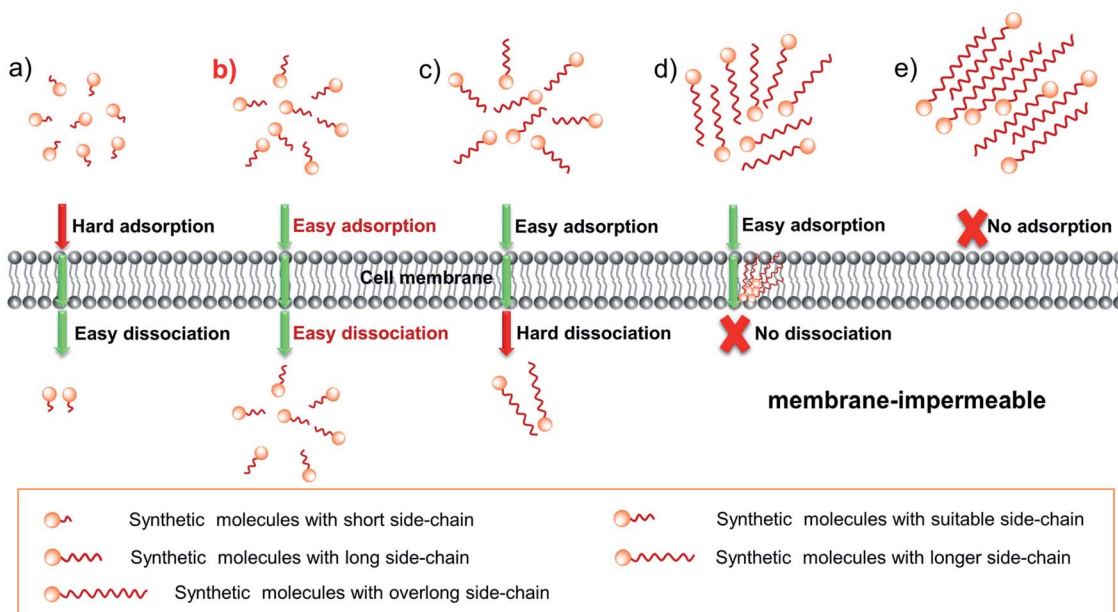 a)
b)
c)
d)
e)
Hard adsorption
Easy adsorption
Easy adsorption
Easy adsorption
No adsorption
Cell membrane
Easy dissociation
Easy dissociation
Hard dissociation
No dissociation
membrane-impermeable
Synthetic molecules with short side-chain
Synthetic molecules with suitable side-chain
Synthetic molecules with long side-chain
Synthetic molecules with longer side-chain
Synthetic molecules with overlong side-chain